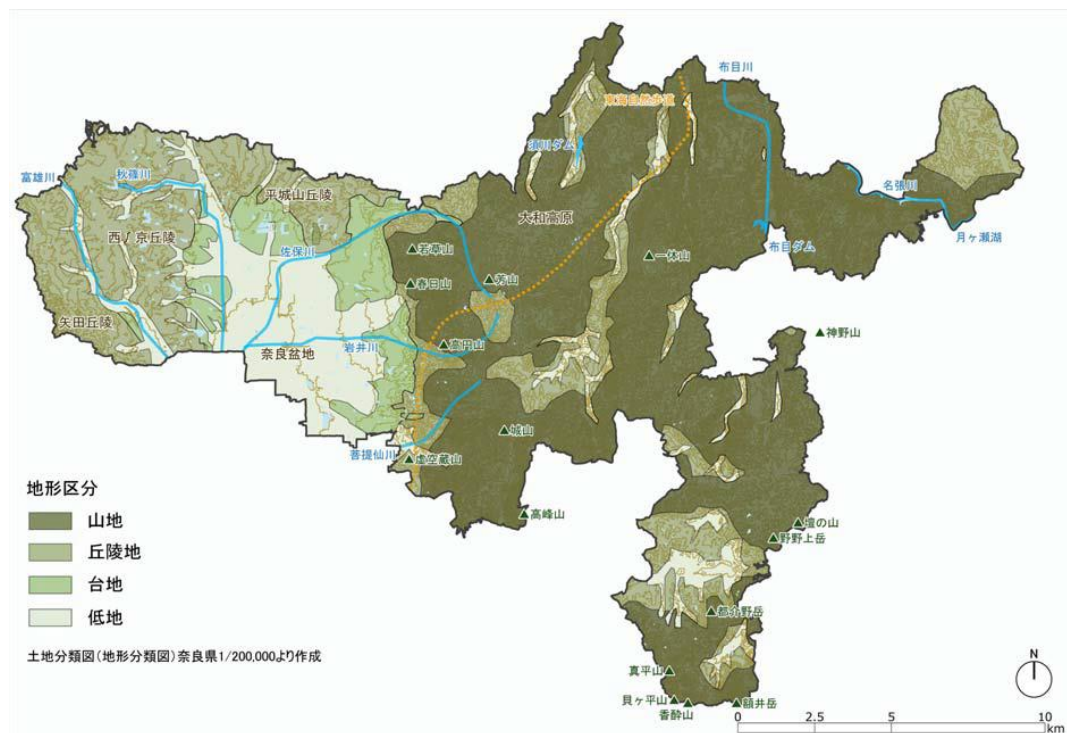 布目川
東海自然歩道
須川ダム
富雄川
秋篠川
平城山丘陵
名張川
西ノ京丘陵
大和高原
月ヶ瀬湖
佐保川
若草山
一体山
布目ダム
春日山
芳山
矢田丘陵
神野山
奈良盆地
岩井川
高円山
城山
菩提仙川
虚空蔵山
地形区分
山地
高峰山
壇の山
野野上岳
丘陵地
台地
低地
都介野岳
土地分類図(地形分類図)奈良県1/200,000より作成
真平山
貝ヶ平山
香酔山
額井岳
N
0 2.5 5 10
km